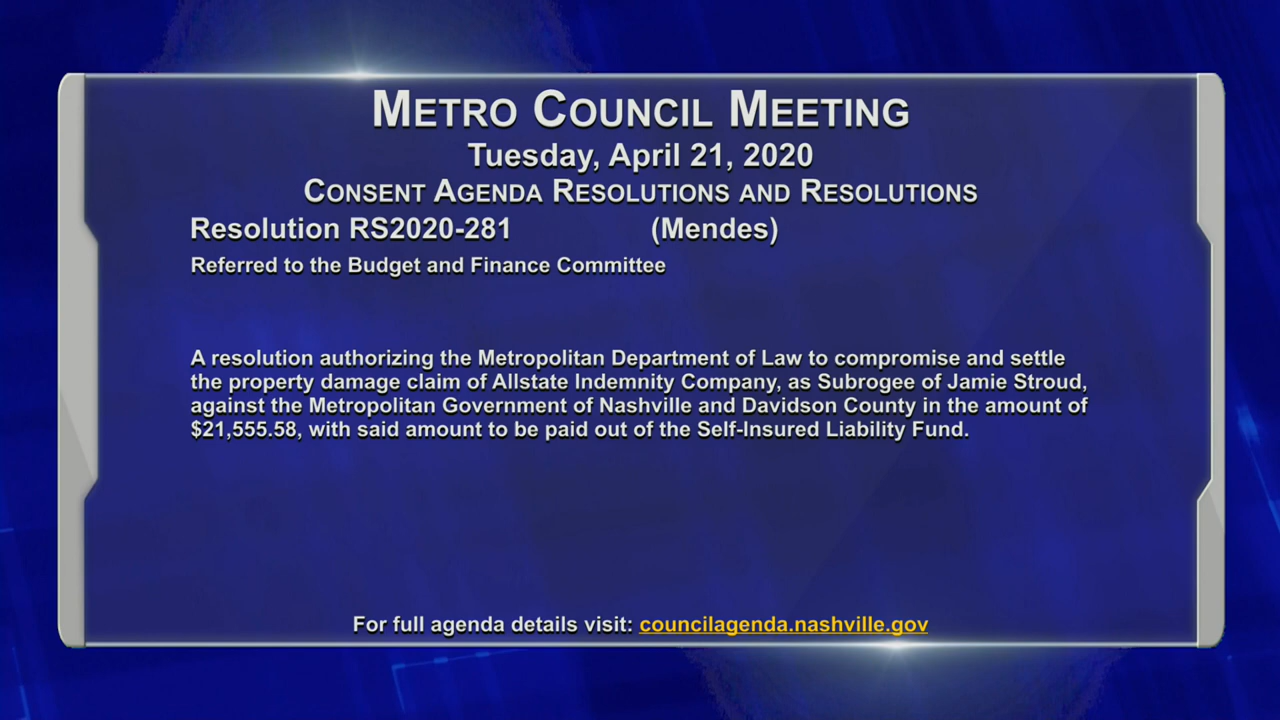 METRO COUNCIL MEETING
Tuesday, April 21, 2020
CONSENT AGENDA RESOLUTIONS AND RESOLUTIONS
Resolution RS2020-281 (Mendes)
Referred to the Budget and Finance Committee
A resolution authorizing the Metropolitan Department of Law to compromise and settle
the property damage claim of Allstate Indemnity Company, as Subrogee of Jamie Stroud,
against the Metropolitan Government of Nashville and Davidson County in the amount of
$21,555.58, with said amount to be paid out of the Self-Insured Liability Fund.
For full agenda details visit: councilagenda.nashville.gov